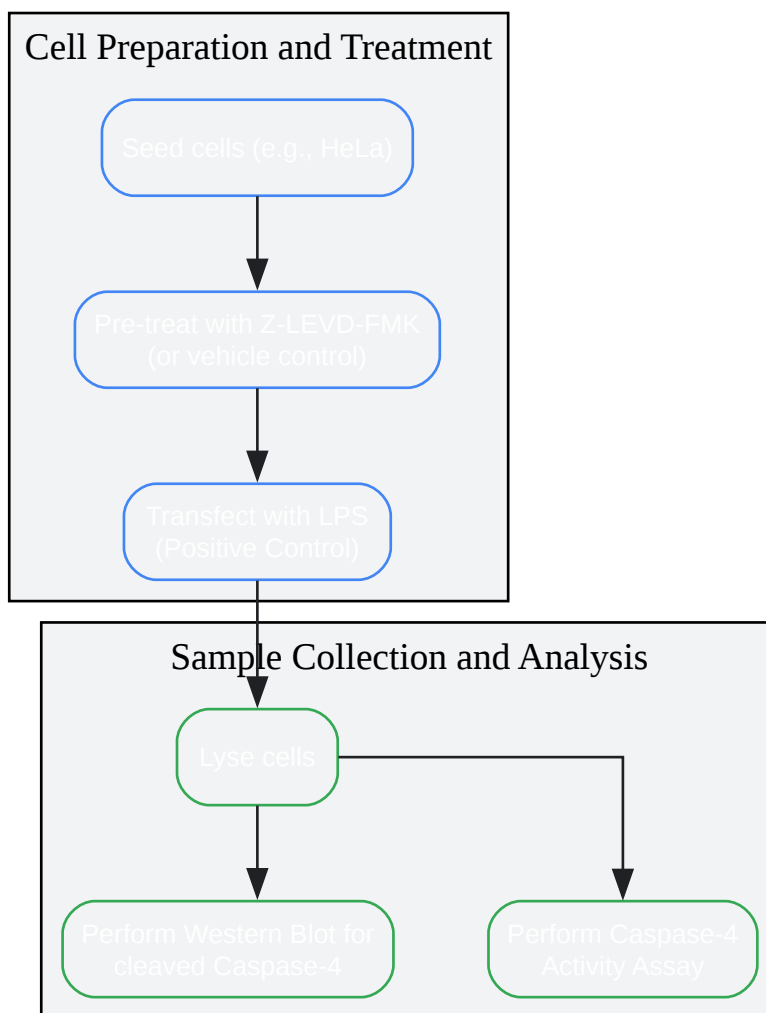 Cell Preparation and Treatment
Seed cells (e.g., HeLa)
Pre-treat with Z-LEVD-FMK
(or vehicle control)
Transfect with LPS
(Positive Control)
Sample Collection and Analysis
Lyse cells
Perform Western Blot for
cleaved Caspase-4
Perform Caspase-4
Activity Assay